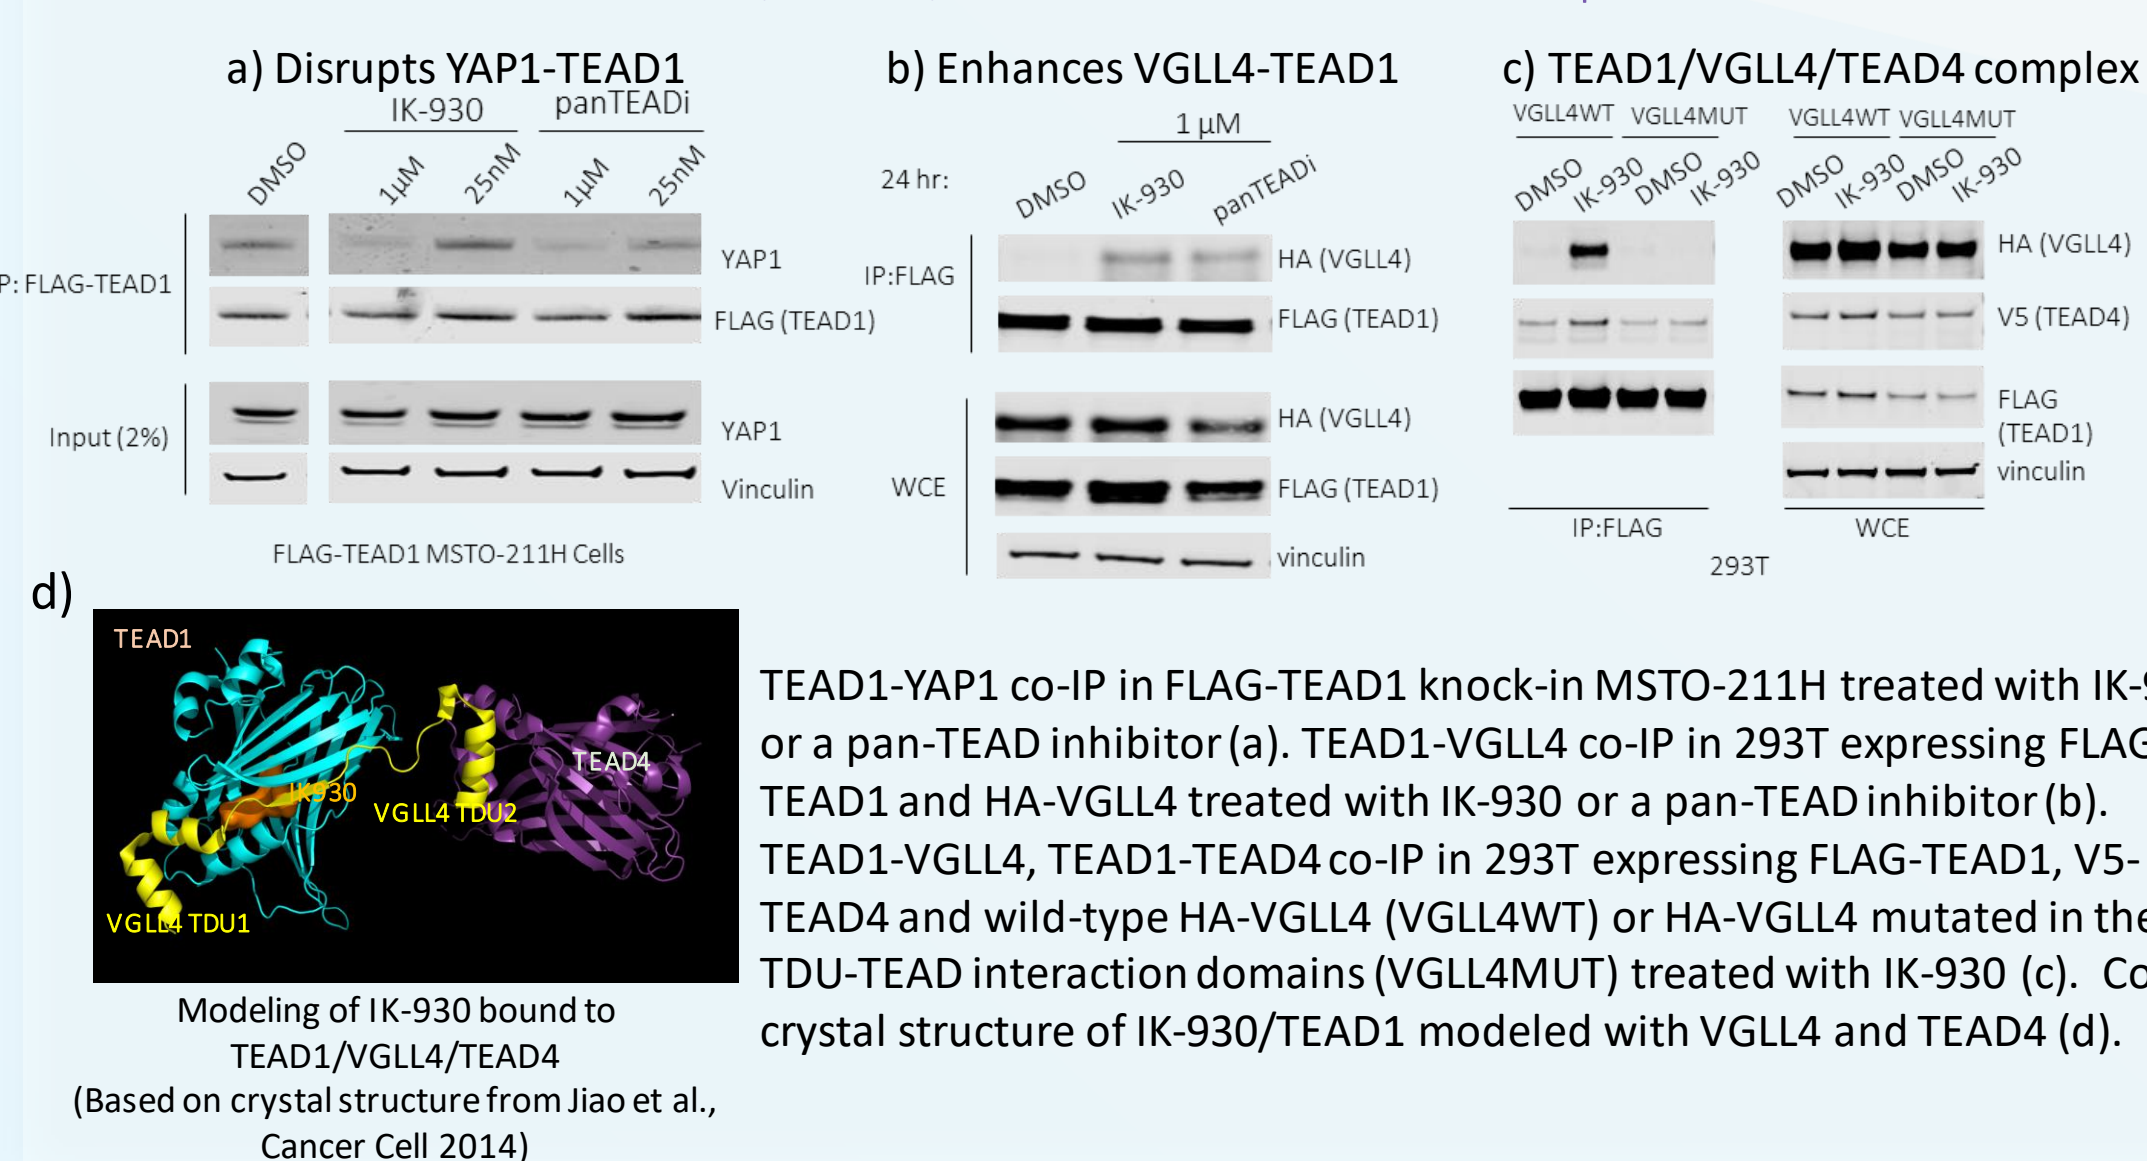 a) Disrupts YAP1-TEAD1
IK-930
panTEADi
DMSO
1µM
25nM
1µM
25nM
P: FLAG-TEAD1
YAP1
FLAG (TEAD1)
Input (2%)
YAP1
Vinculin
FLAG-TEAD1 MSTO-211H Cells
b) Enhances VGLL4-TEAD1
1 µM
24 hr:
DMSO
IK-930
panTEADi
IP:FLAG
HA (VGLL4)
FLAG (TEAD1)
WCE
HA (VGLL4)
FLAG (TEAD1)
vinculin
c) TEAD1/VGLL4/TEAD4 complex
VGLL4WT VGLL4MUT
VGLL4WT VGLL4MUT
DMSO
IK-930
DMSO
IK-930
DMSO
IK-930
DMSO
IK-930
HA (VGLL4)
V5 (TEAD4)
FLAG
(TEAD1)
vinculin
IP:FLAG
WCE
293T
d)
TEAD1
IK930
VGLL4 TDU2
TEAD4
VGLL4 TDU1
Modeling of IK-930 bound to
TEAD1/VGLL4/TEAD4
(Based on crystal structure from Jiao et al.,
Cancer Cell 2014)
TEAD1-YAP1 co-IP in FLAG-TEAD1 knock-in MSTO-211H treated with
or a pan-TEAD inhibitor (a). TEAD1-VGLL4 co-IP in 293T expressing FLAG
TEAD1 and HA-VGLL4 treated with IK-930 or a pan-TEAD inhibitor (b).
TEAD1-VGLL4, TEAD1-TEAD4 co-IP in 293T expressing FLAG-TEAD1, V5-
TEAD4 and wild-type HA-VGLL4 (VGLL4WT) or HA-VGLL4 mutated in the
TDU-TEAD interaction domains (VGLL4MUT) treated with IK-930 (c). Co
crystal structure of IK-930/TEAD1 modeled with VGLL4 and TEAD4 (d).